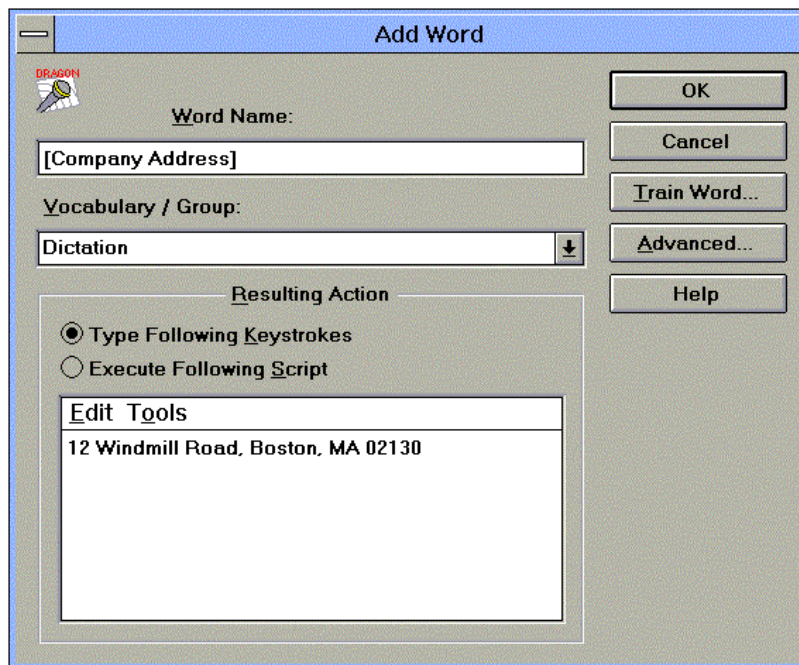 Add Word
DRAGON
Word Name:
[Company Address]
Vocabulary / Group:
Dictation
Resulting Action
Type Following Keystrokes
Execute Following Script
Edit Tools
12 Windmill Road, Boston, MA 02130
OK
Cancel
Train Word...
Advanced...
Help